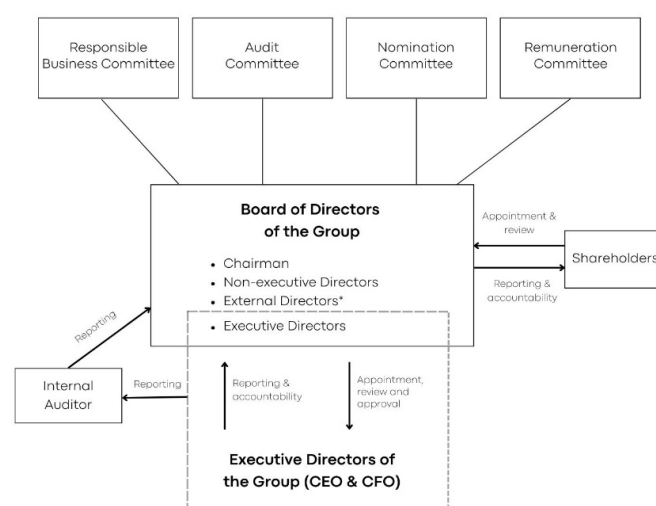 Responsible
Business Committee
Audit
Committee
Nomination
Committee
Remuneration
Committee
Board of Directors
of the Group
• Chairman
• Non-executive Directors
• External Directors*
• Executive Directors
Appointment &
review
Shareholders
Reporting &
accountability
Reporting
Internal
Auditor
Reporting
Reporting &
accountability
Appointment,
review and
approval
Executive Directors of
the Group (CEO & CFO)